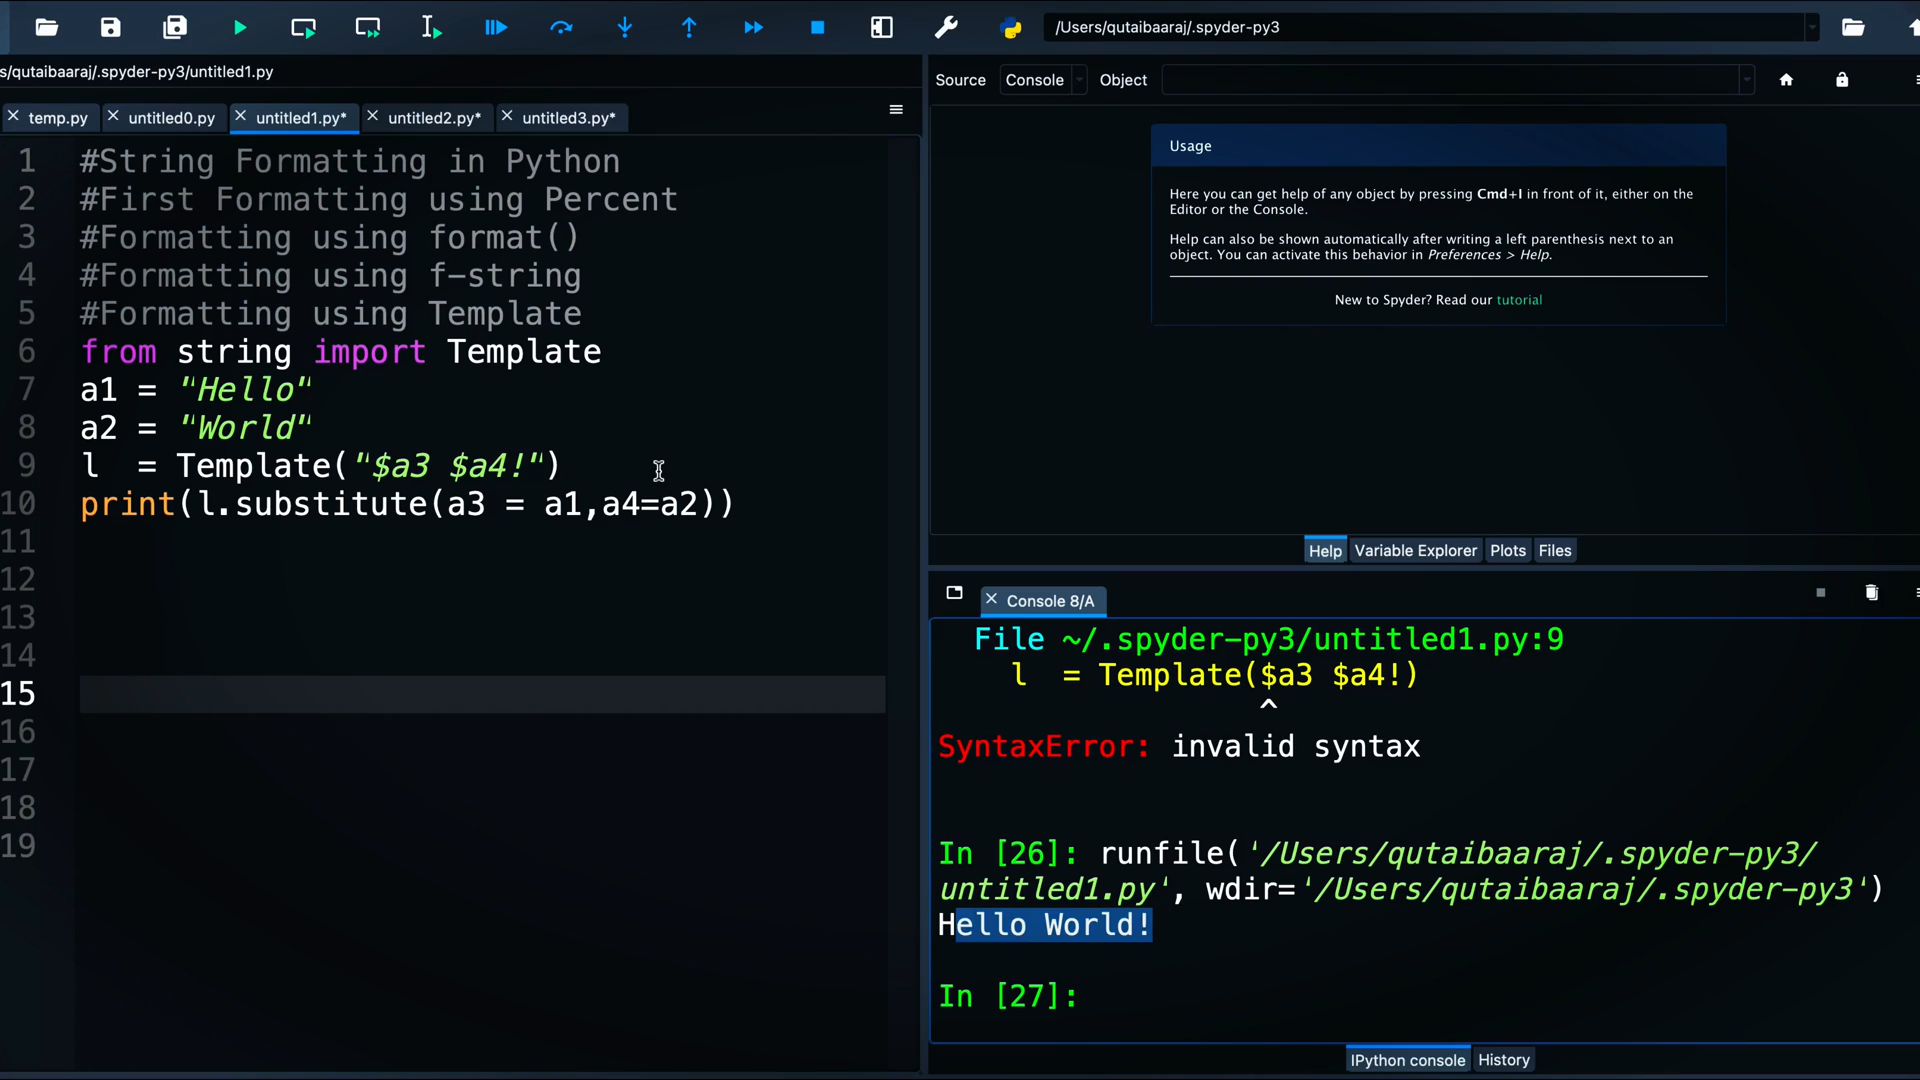 /Users/qutaibaaraj/.spyder-py3
s/qutaibaaraj/.spyder-py3/untitled1.py
temp.py untitled0.py untitled1.py* untitled2.py* untitled3.py*
1 #String Formatting in Python
2 #First Formatting using Percent
3 #Formatting using format()
4 #Formatting using f-string
5 #Formatting using Template
6 from string import Template
7 a1 = "Hello"
8 a2 = "World"
9 l  = Template("$a3 $a4!")
10 print(l.substitute(a3 = a1,a4=a2))
11
12
13
14
15
16
17
18
19
Source Console Object
Usage
Here you can get help of any object by pressing Cmd+I in front of it, either on the
Editor or the Console.
Help can also be shown automatically after writing a left parenthesis next to an
object. You can activate this behavior in Preferences > Help.
New to Spyder? Read our tutorial
Help Variable Explorer Plots Files
Console 8/A
File ~/.spyder-py3/untitled1.py:9
l  = Template($a3 $a4!)
^
SyntaxError: invalid syntax
In [26]: runfile('/Users/qutaibaaraj/.spyder-py3/
untitled1.py', wdir='/Users/qutaibaaraj/.spyder-py3')
Hello World!
In [27]:
IPython console History